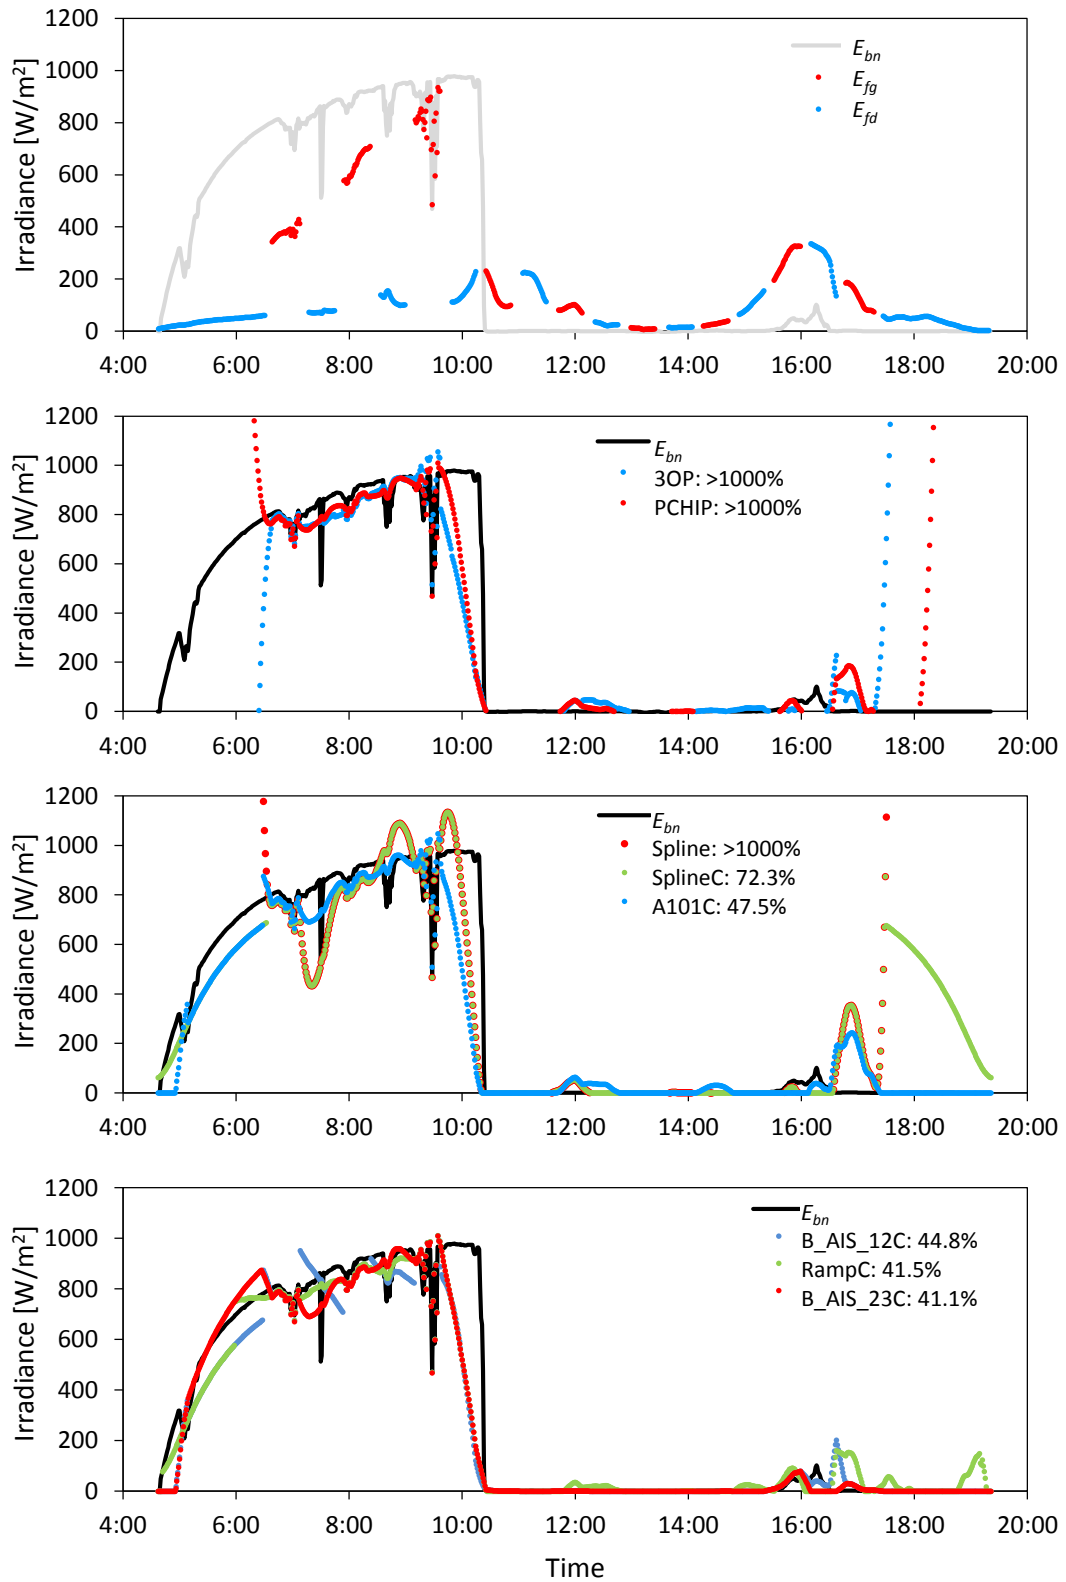 1200
1000
800
600
400
200
0
Irradiance [W/m²]
E_bn
E_fg
E_fd
4:00 6:00 8:00 10:00 12:00 14:00 16:00 18:00 20:00
1200
1000
800
600
400
200
0
Irradiance [W/m²]
E_bn
3OP: >1000%
PCHIP: >1000%
4:00 6:00 8:00 10:00 12:00 14:00 16:00 18:00 20:00
1200
1000
800
600
400
200
0
Irradiance [W/m²]
E_bn
Spline: >1000%
SplineC: 72.3%
A101C: 47.5%
4:00 6:00 8:00 10:00 12:00 14:00 16:00 18:00 20:00
1200
1000
800
600
400
200
0
Irradiance [W/m²]
E_bn
B_AIS_12C: 44.8%
RampC: 41.5%
B_AIS_23C: 41.1%
4:00 6:00 8:00 10:00 12:00 14:00 16:00 18:00 20:00
Time